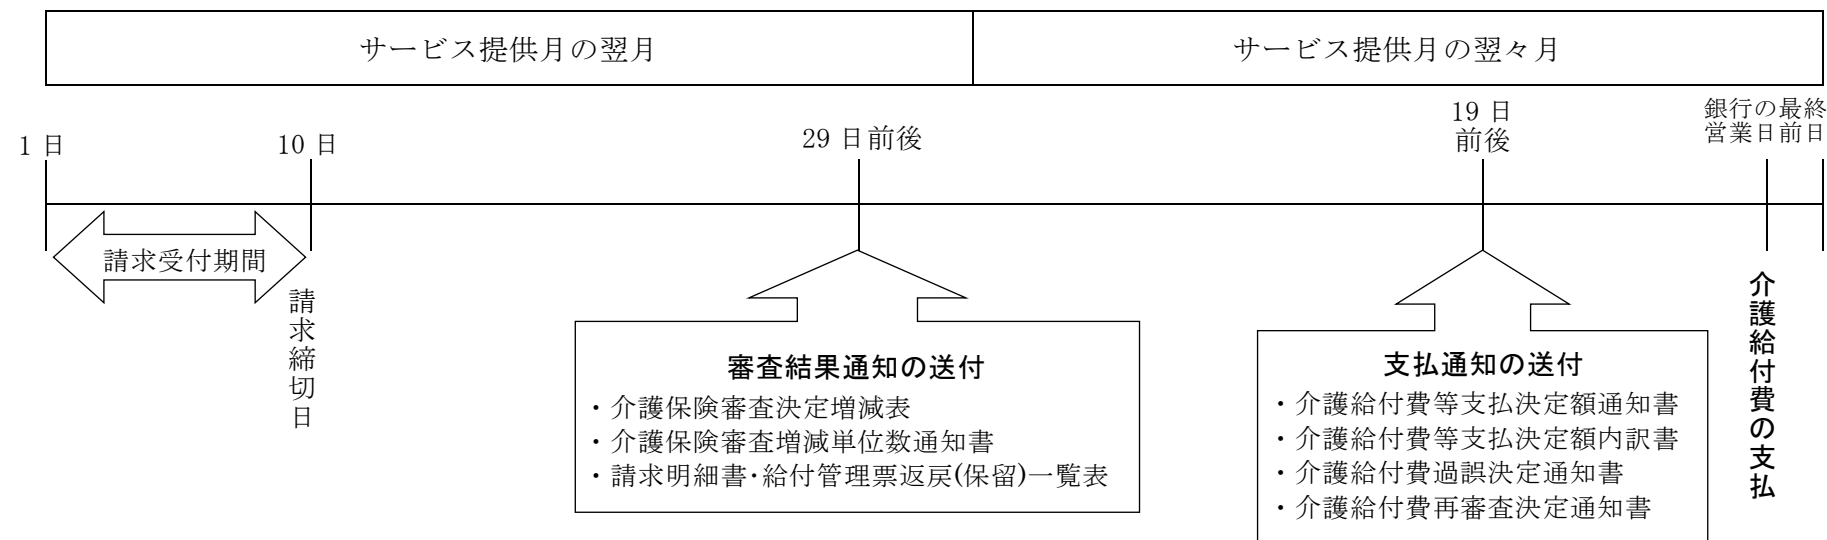 サービス提供月の翌月
サービス提供月の翌々月
1 日
10 日
29 日前後
19 日
前後
銀行の最終
営業日前日
請求受付期間
請求締切日
審査結果通知の送付
・介護保険審査決定増減表
・介護保険審査増減単位数通知書
・請求明細書･給付管理票返戻(保留)一覧表
支払通知の送付
・介護給付費等支払決定額通知書
・介護給付費等支払決定額内訳書
・介護給付費過誤決定通知書
・介護給付費再審査決定通知書
介護給付費の支払